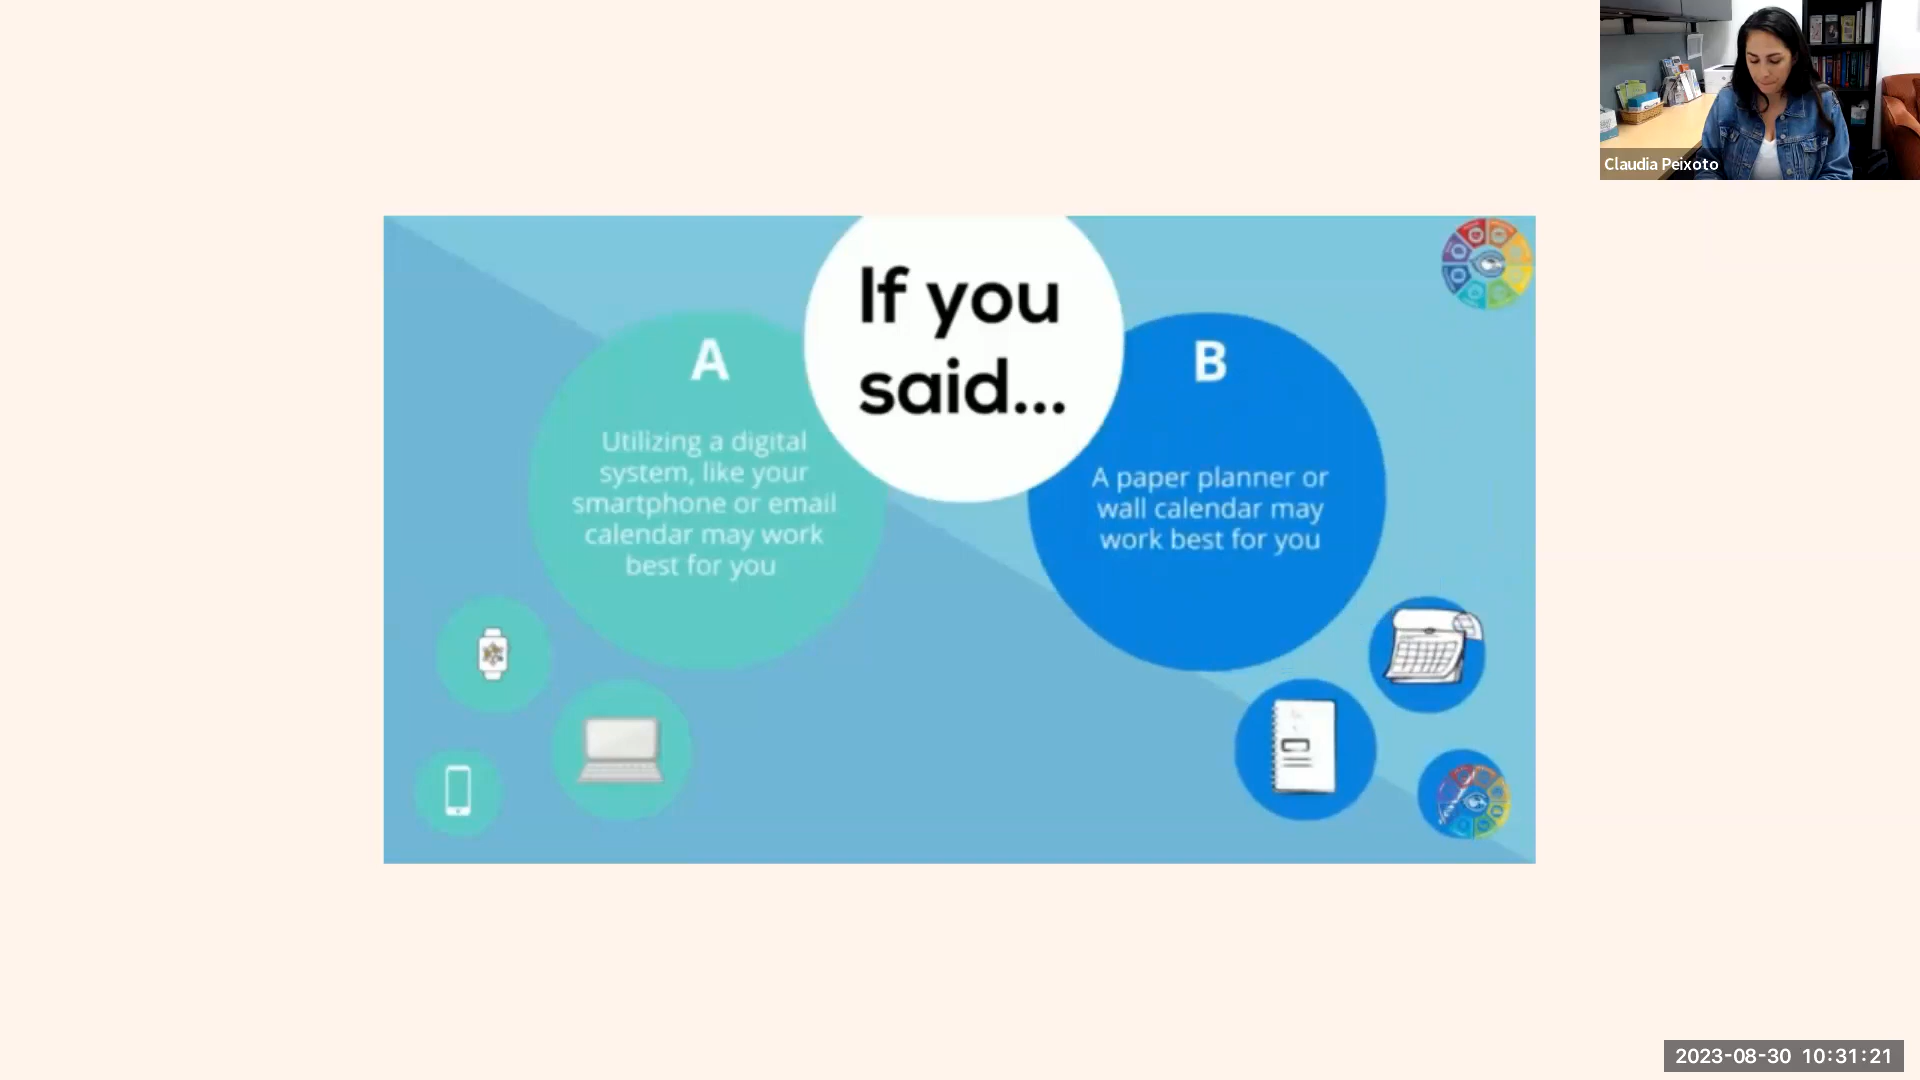 Claudia Peixoto
If you
said...
A
Utilizing a digital
system, like your
smartphone or email
calendar may work
best for you
B
A paper planner or
wall calendar may
work best for you
2023-08-30 10:31:21